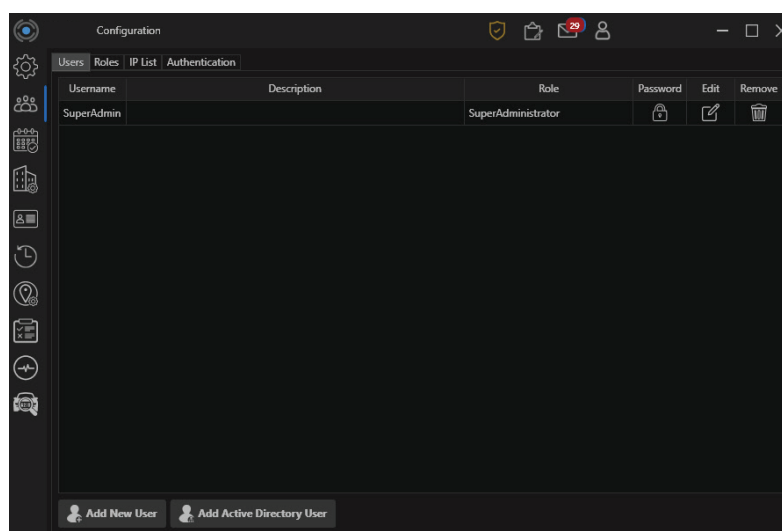 Configuration
29
Users Roles IP List Authentication
Username Description Role Password Edit Remove
SuperAdmin SuperAdministrator
Add New User Add Active Directory User